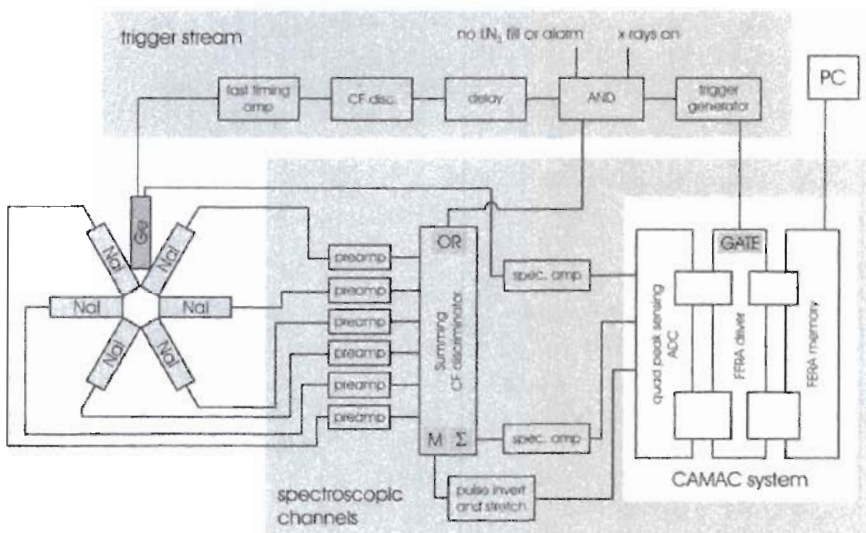 trigger stream
no LN2 fill or alarm
x rays on
PC
fast timing
amp
CF disc.
delay
AND
trigger
generator
Ge
NaI
NaI
NaI
NaI
NaI
NaI
preamp
preamp
preamp
preamp
preamp
preamp
OR
Summing
CF discriminator
M Σ
spec. amp
spec. amp
pulse invert
and stretch
quad peak sensing
ADC
GATE
FERA driver
FERA memory
CAMAC system
spectroscopic
channels